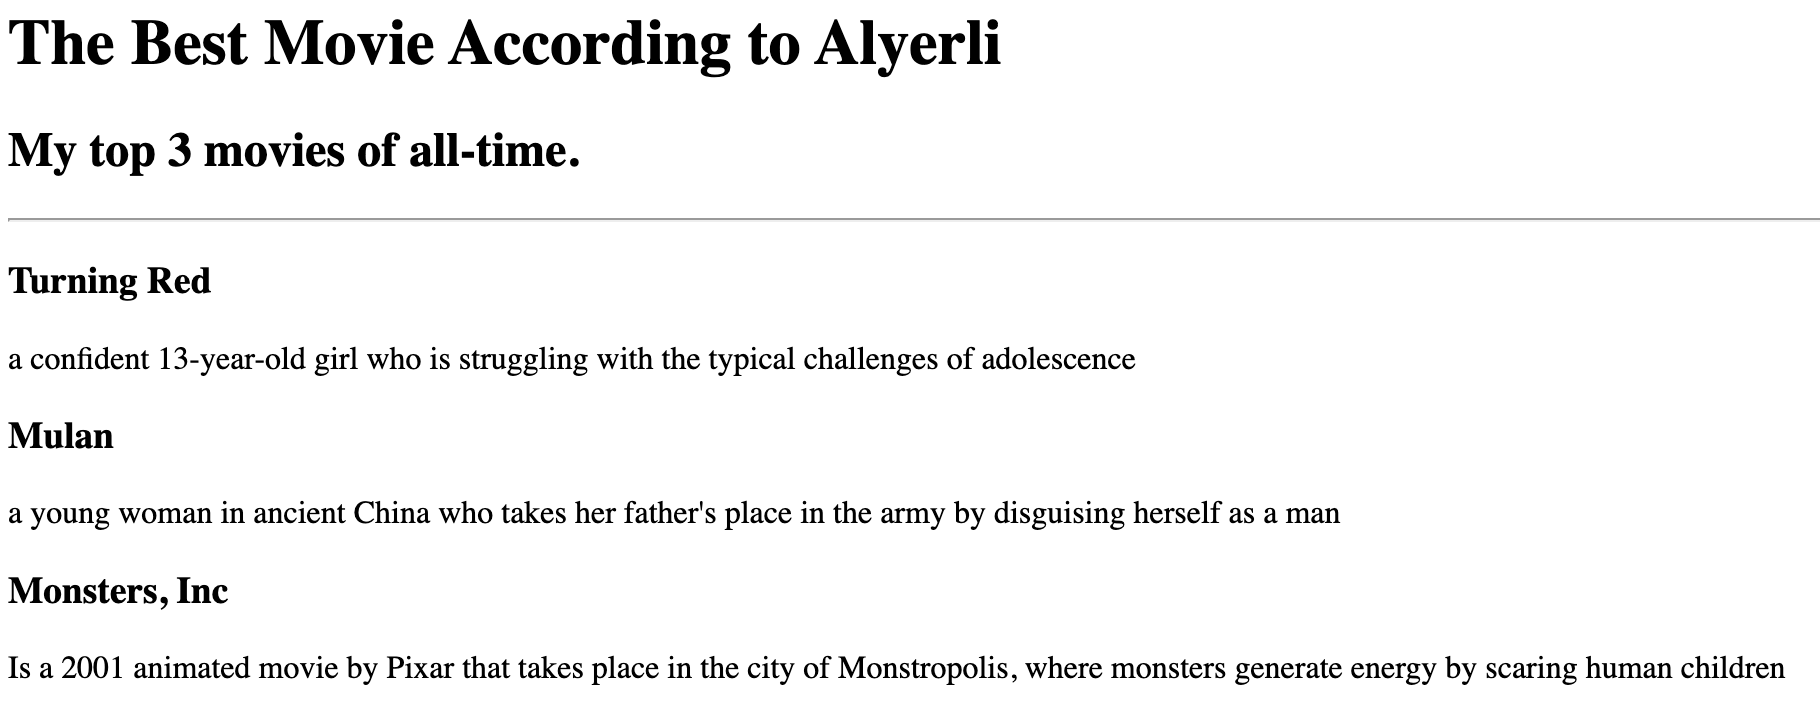 The Best Movie According to Alyerli
My top 3 movies of all-time.
Turning Red
a confident 13-year-old girl who is struggling with the typical challenges of adolescence
Mulan
a young woman in ancient China who takes her father's place in the army by disguising herself as a man
Monsters, Inc
Is a 2001 animated movie by Pixar that takes place in the city of Monstropolis, where monsters generate energy by scaring human children